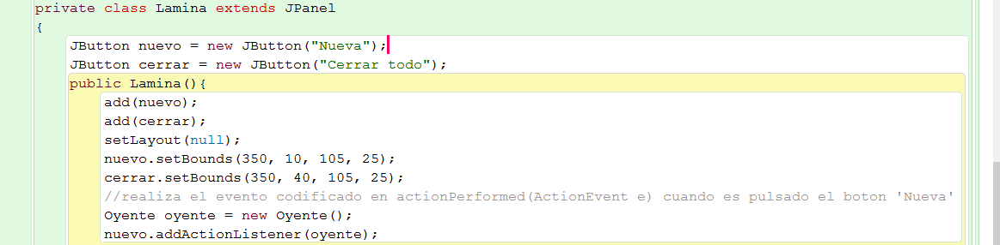 private class Lamina extends JPanel
{
JButton nuevo = new JButton("Nueva");
JButton cerrar = new JButton("Cerrar todo");
public Lamina(){
add(nuevo);
add(cerrar);
setLayout(null);
nuevo.setBounds(350, 10, 105, 25);
cerrar.setBounds(350, 40, 105, 25);
//realiza el evento codificado en actionPerformed(ActionEvent e) cuando es pulsado el boton 'Nueva'
Oyente oyente = new Oyente();
nuevo.addActionListener(oyente);